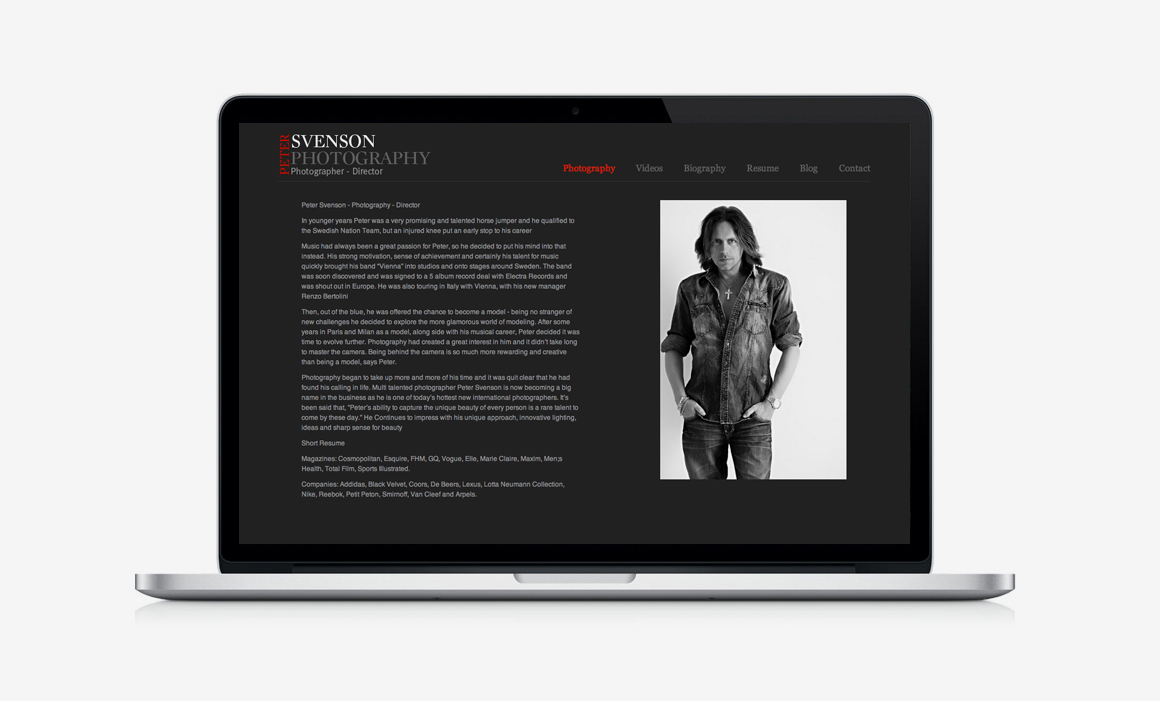 PETER
SVENSON
PHOTOGRAPHY
Photographer - Director
Photography Videos Biography Resume Blog Contact
Peter Svenson - Photography - Director
In younger years Peter was a very promising and talented horse jumper and he qualified to
the Swedish Nation Team, but an injured knee put an early stop to his career
Music had always been a great passion for Peter, so he decided to put his mind into that
instead. His strong motivation, sense of achievement and certainly his talent for music
quickly brought his band "Vienna" into studios and onto stages around Sweden. The band
was soon discovered and was signed to a 5 album record deal with Electra Records and
was shout out in Europe. He was also touring in Italy with Vienna, with his new manager
Renzo Bertolini
Then, out of the blue, he was offered the chance to become a model - being no stranger of
new challenges he decided to explore the more glamorous world of modeling. After some
years in Paris and Milan as a model, along side with his musical career, Peter decided it was
time to evolve further. Photography had created a great interest in him and it didn't take long
to master the camera. Being behind the camera is so much more rewarding and creative
than being a model, says Peter.
Photography began to take up more and more of his time and it was quit clear that he had
found his calling in life. Multi talented photographer Peter Svenson is now becoming a big
name in the business as he is one of today's hottest new international photographers. It's
been said that, "Peter's ability to capture the unique beauty of every person is a rare talent to
come by these day." He Continues to impress with his unique approach, innovative lighting,
ideas and sharp sense for beauty
Short Resume
Magazines: Cosmopolitan, Esquire, FHM, GQ, Vogue, Elle, Marie Claire, Maxim, Men;s
Health, Total Film, Sports Illustrated.
Companies: Addidas, Black Velvet, Coors, De Beers, Lexus, Lotta Neumann Collection,
Nike, Reebok, Petit Peton, Smirnoff, Van Cleef and Arpels.